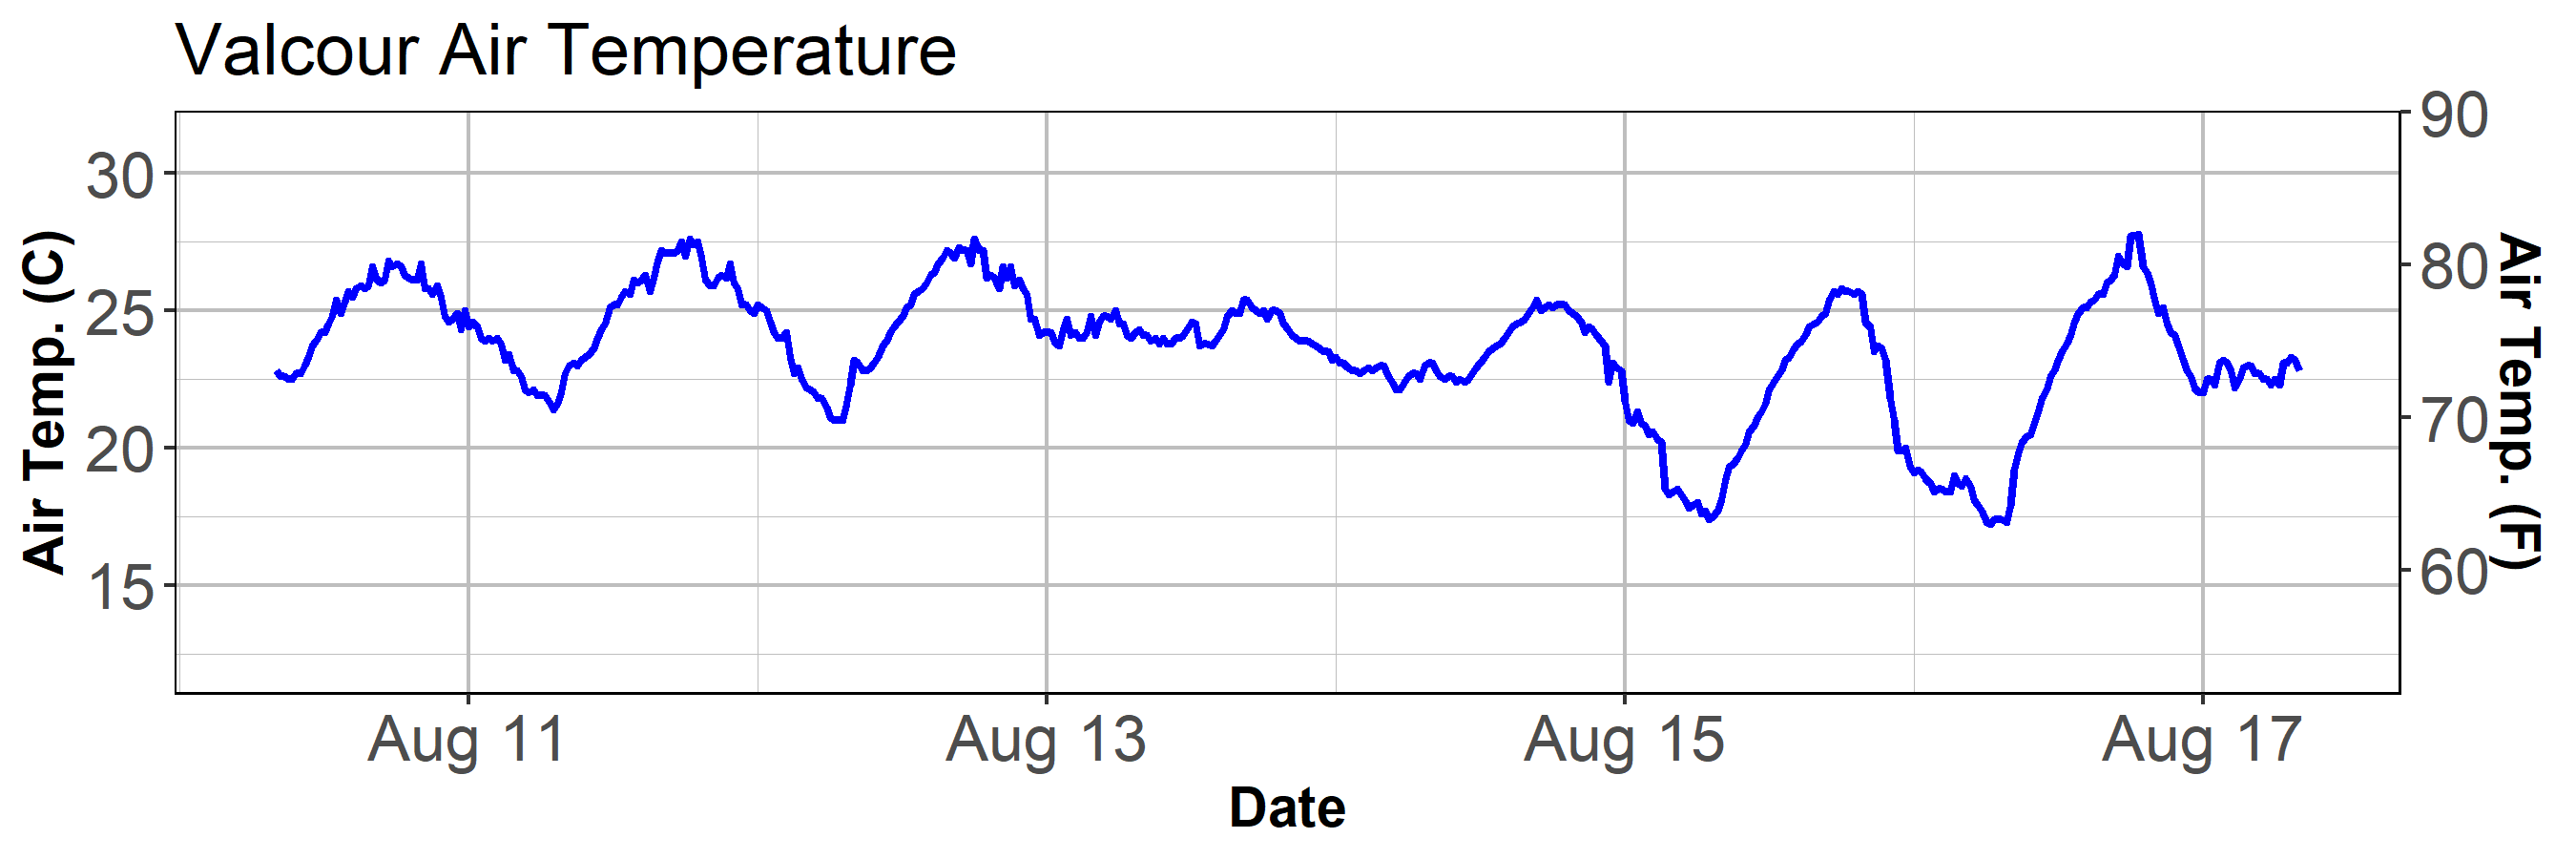 Valcour Air Temperature
Air Temp. (C)
30
25
20
15
90
80
70
60
Air Temp. (F)
Aug 11
Aug 13
Aug 15
Aug 17
Date